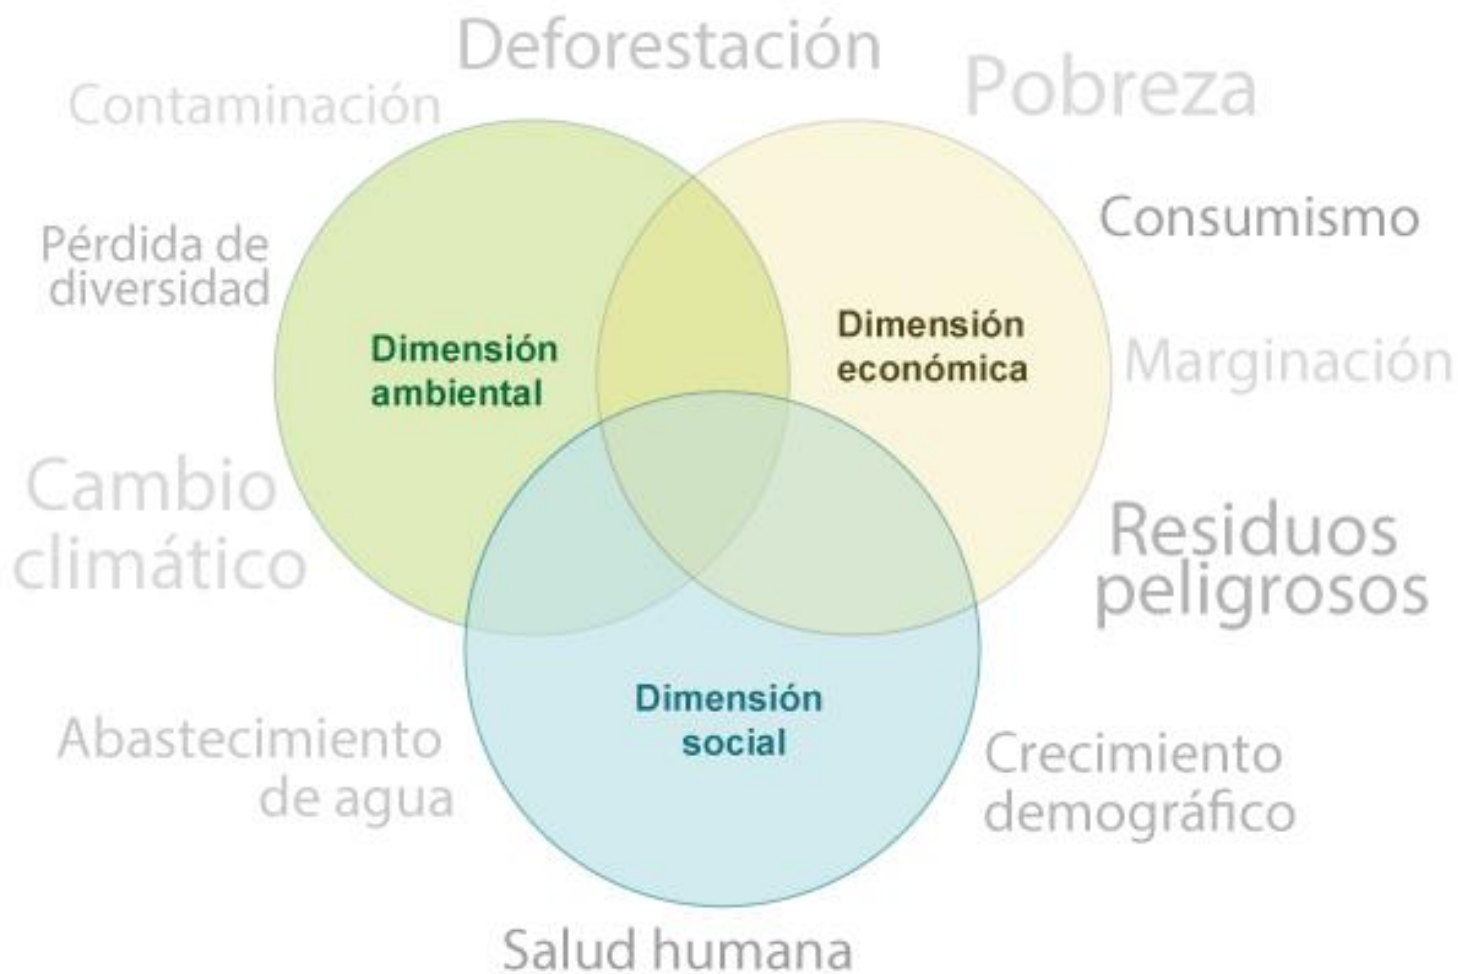 Deforestación
Pobreza
Contaminación
Consumismo
Pérdida de
diversidad
Dimensión
económica
Dimensión
ambiental
Marginación
Cambio
climático
Residuos
peligrosos
Dimensión
social
Abastecimiento
de agua
Crecimiento
demográfico
Salud humana